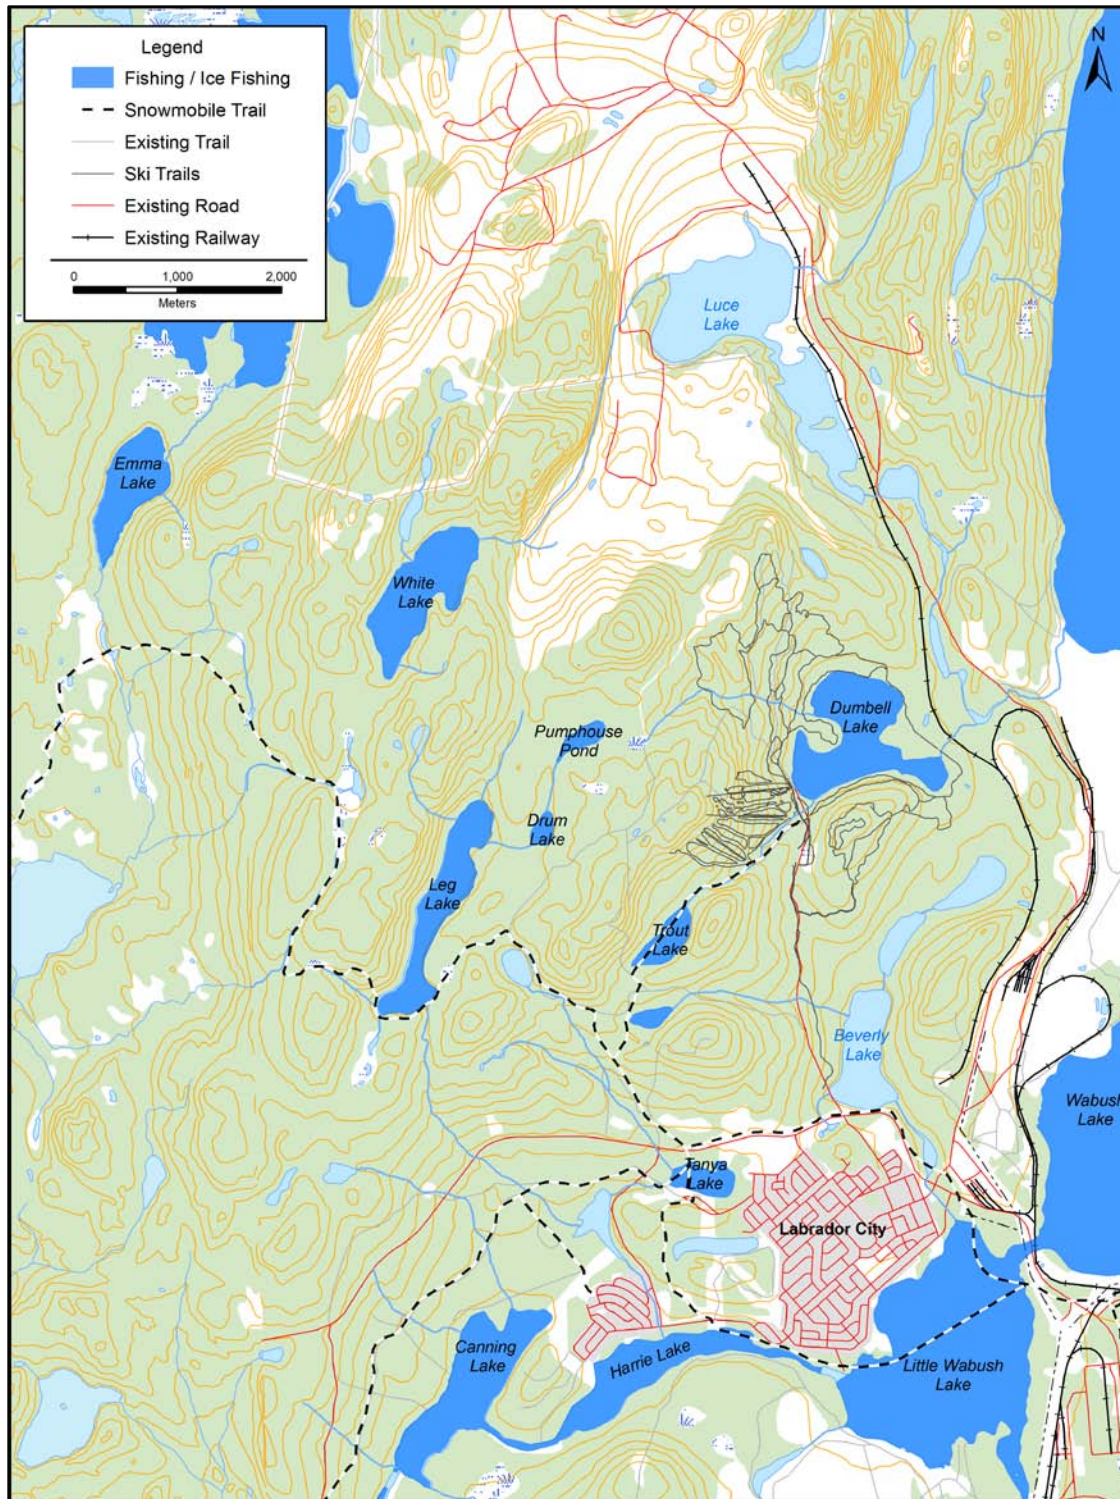 Legend
Fishing / Ice Fishing
Snowmobile Trail
Existing Trail
Ski Trails
Existing Road
Existing Railway
0 1,000 2,000
Meters
N
Luce
Lake
Emma
Lake
White
Lake
Dumbell
Lake
Pumphouse
Pond
Drum
Lake
Leg
Lake
Trout
Lake
Beverly
Lake
Wabush
Lake
Tanya
Lake
Labrador City
Canning
Lake
Harrie Lake
Little Wabush
Lake